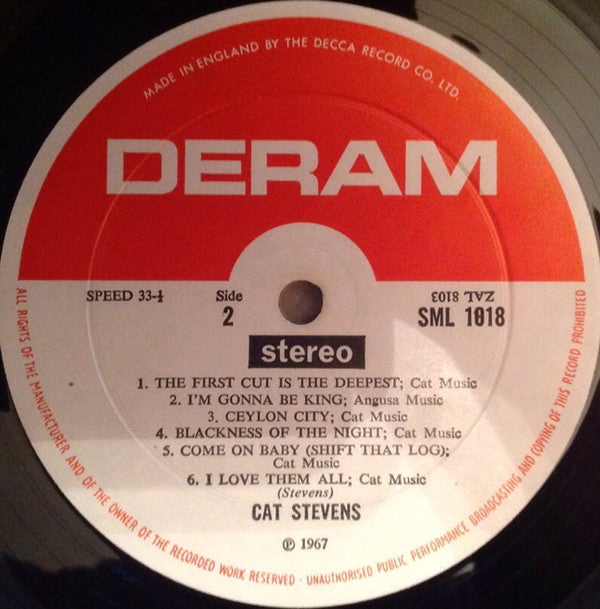 MADE IN ENGLAND BY THE DECCA RECORD CO. LTD.
DERAM
SPEED 33-⅓
Side
2
ZAL 8103
SML 1018
stereo
1. THE FIRST CUT IS THE DEEPEST; Cat Music
2. I'M GONNA BE KING; Angusa Music
3. CEYLON CITY; Cat Music
4. BLACKNESS OF THE NIGHT; Cat Music
5. COME ON BABY (SHIFT THAT LOG);
Cat Music
6. I LOVE THEM ALL; Cat Music
(Stevens)
CAT STEVENS
℗ 1967
ALL RIGHTS OF THE MANUFACTURER AND OF THE OWNER OF THE RECORDED WORK RESERVED · UNAUTHORISED PUBLIC PERFORMANCE BROADCASTING AND COPYING OF THIS RECORD PROHIBITED